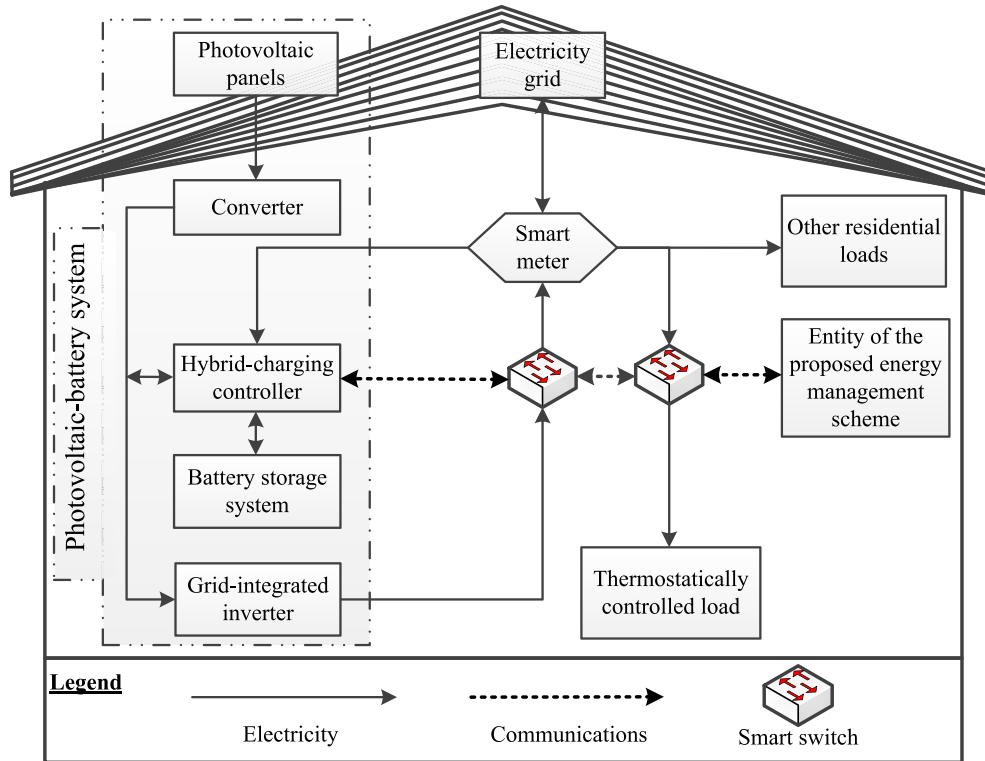 Photovoltaic
panels
Electricity
grid
Converter
Smart
meter
Other residential
loads
Photovoltaic-battery system
Hybrid-charging
controller
Entity of the
proposed energy
management
scheme
Battery storage
system
Grid-integrated
inverter
Thermostatically
controlled load
Legend
Electricity
Communications
Smart switch